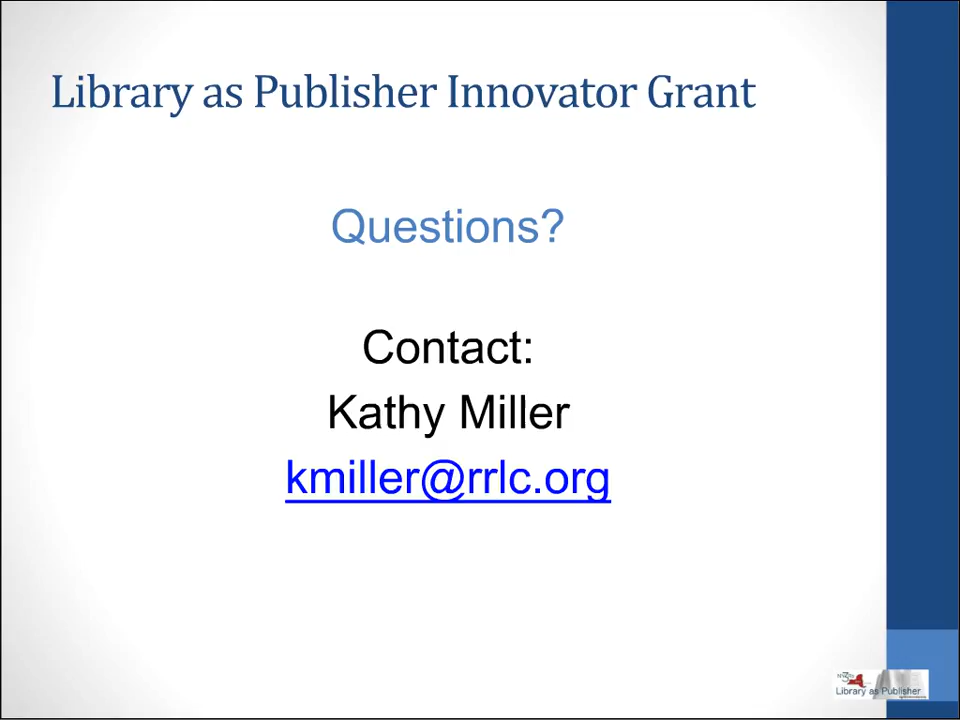 Library as Publisher Innovator Grant
Questions?
Contact:
Kathy Miller
kmiller@rrlc.org
Library as Publisher